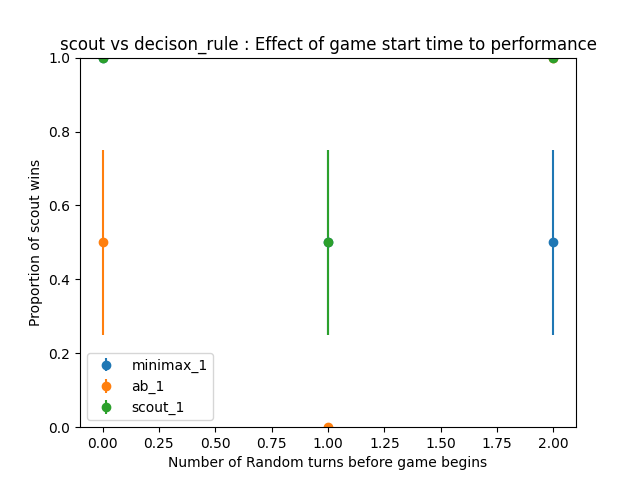 scout vs decison_rule : Effect of game start time to performance
1.0
0.8
0.6
0.4
0.2
0.0
Proportion of scout wins
minimax_1
ab_1
scout_1
0.00 0.25 0.50 0.75 1.00 1.25 1.50 1.75 2.00
Number of Random turns before game begins